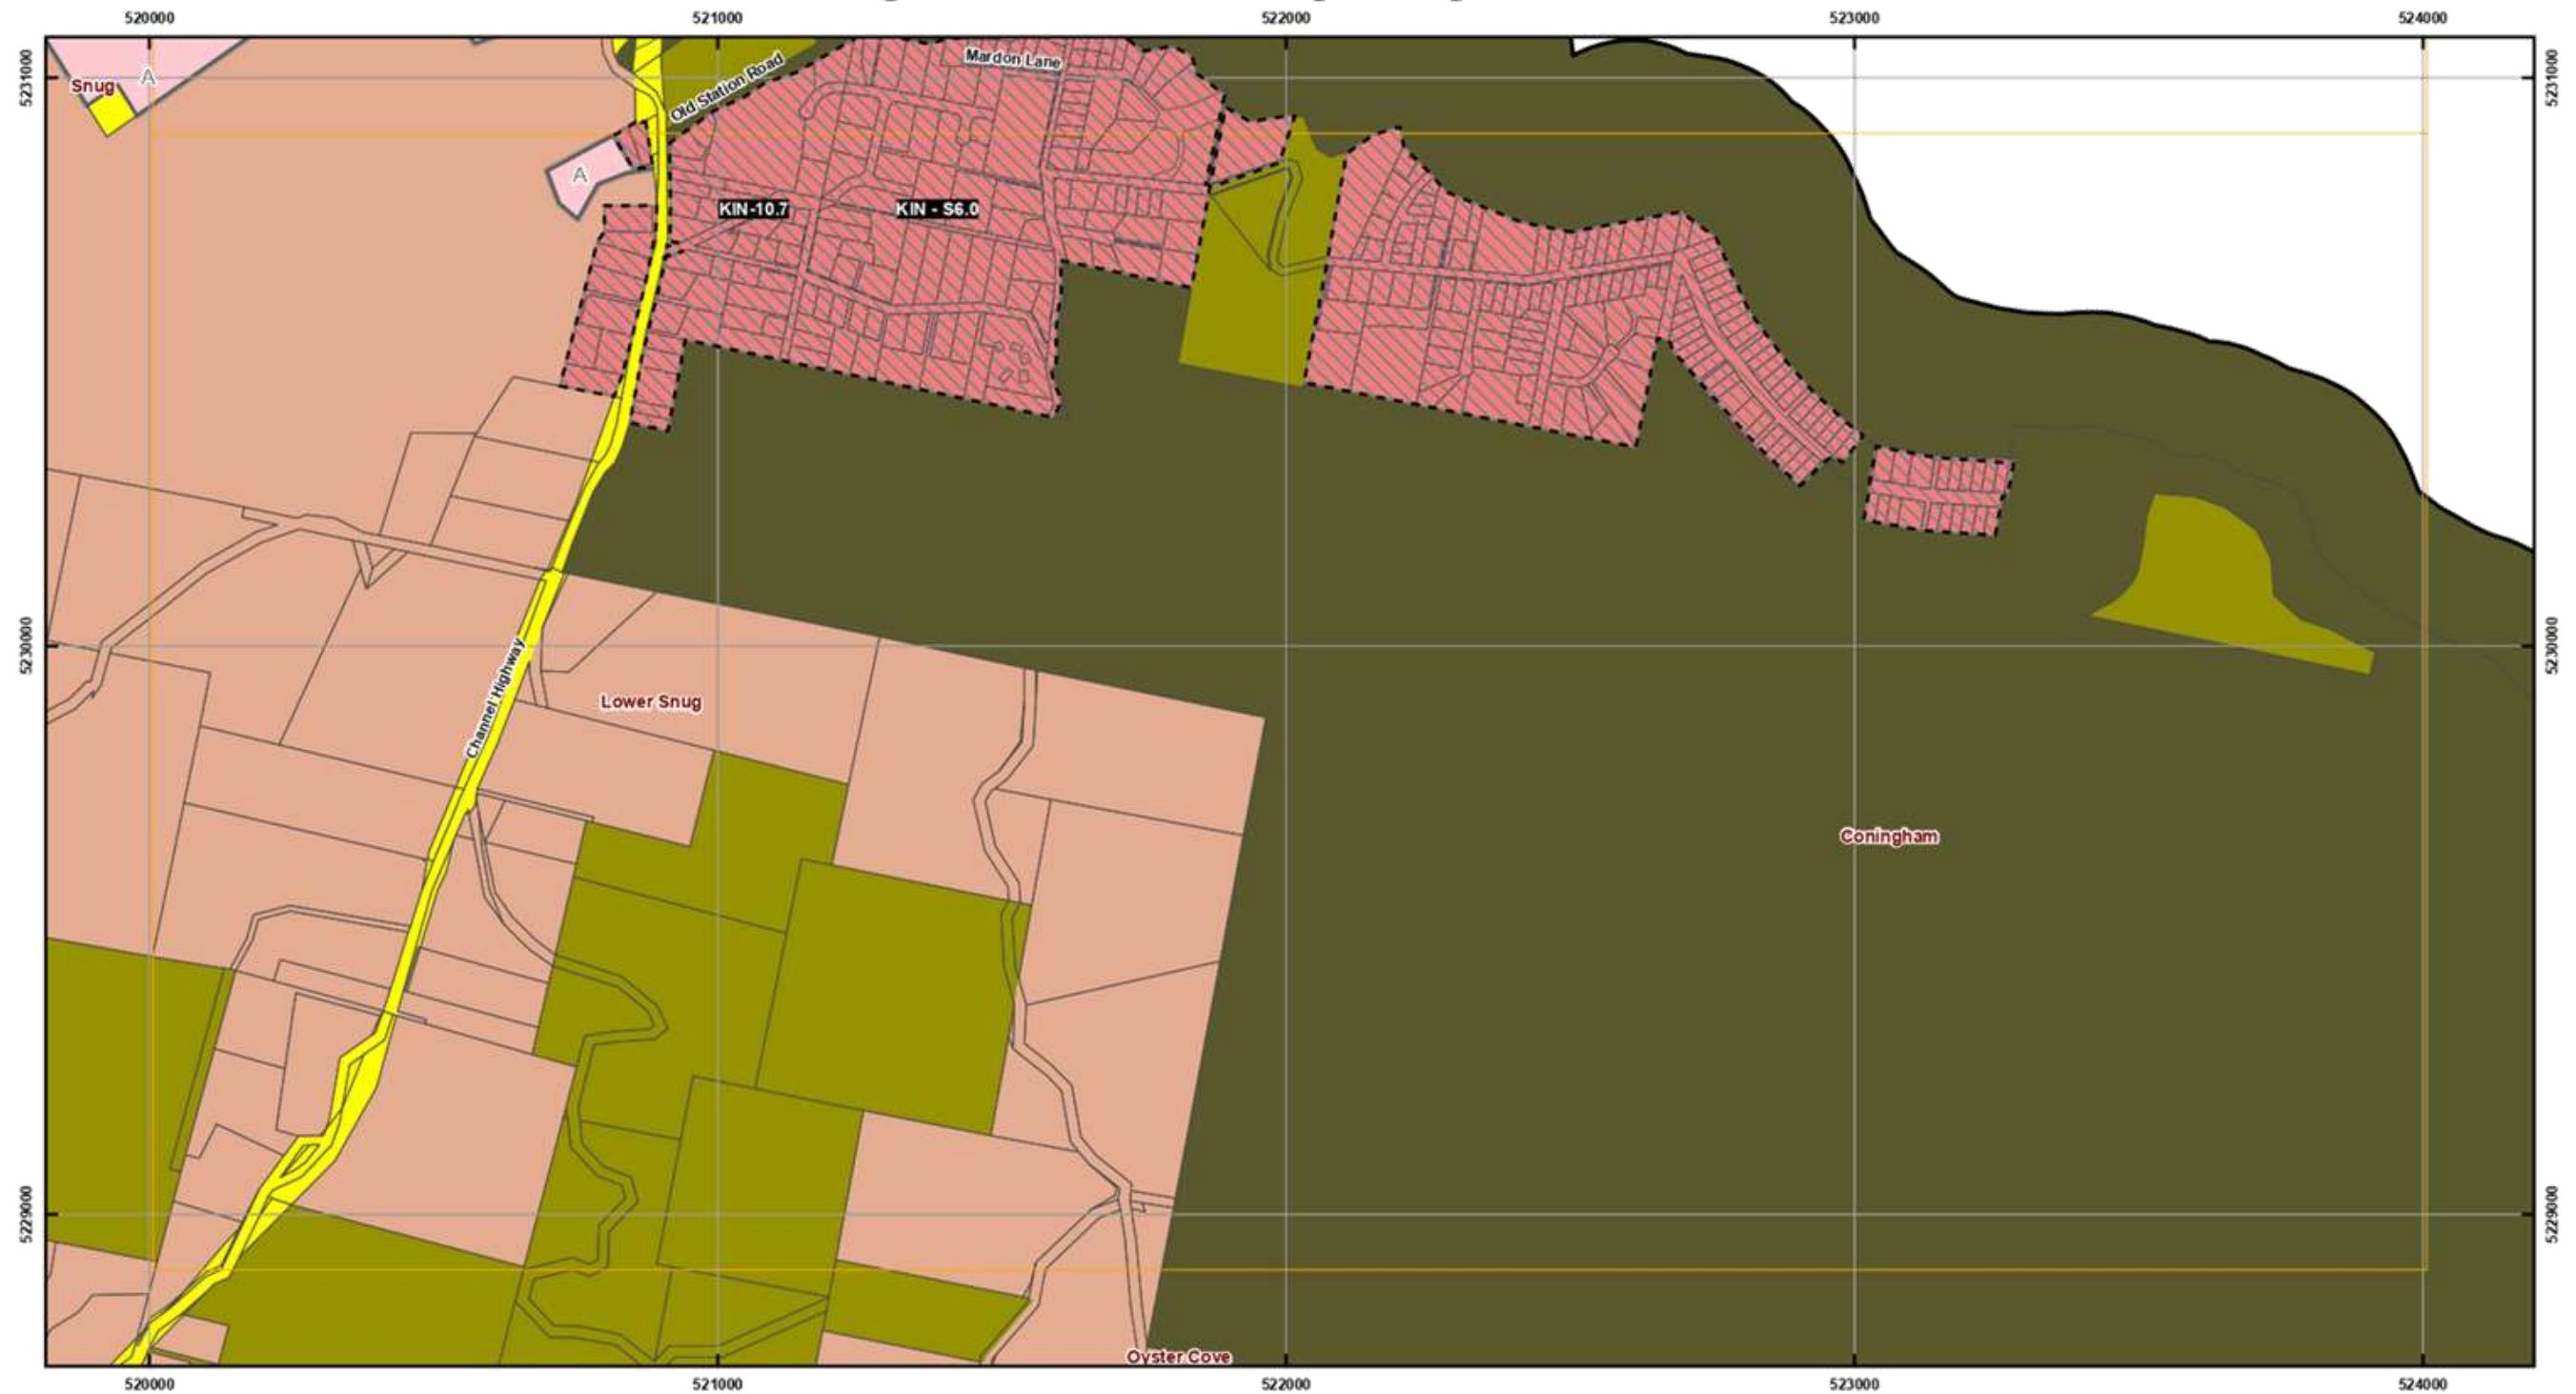 520000 521000 522000 523000 524000
5231000
5231000
Snug
A
Mardon Lane
Old Station Road
A
KIN-10.7
KIN - S6.0
5230000
5230000
Channel Highway
Lower Snug
Coningham
5229000
5229000
Oyster Cove
520000 521000 522000 523000 524000